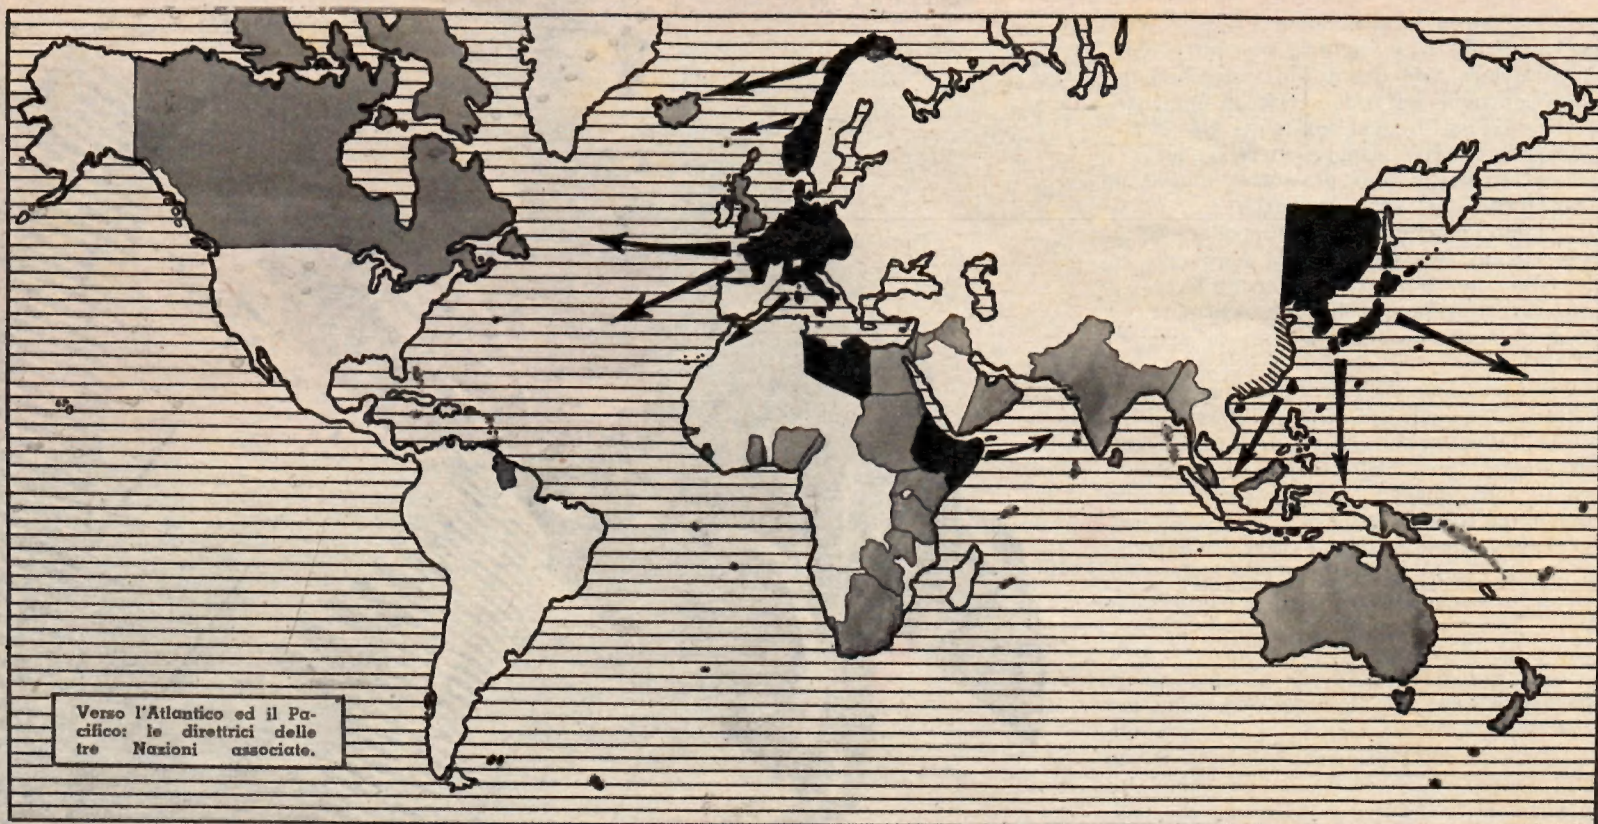 Verso l'Atlantico ed il Pa-
cifico: le direttrici delle
tre Nazioni associate.